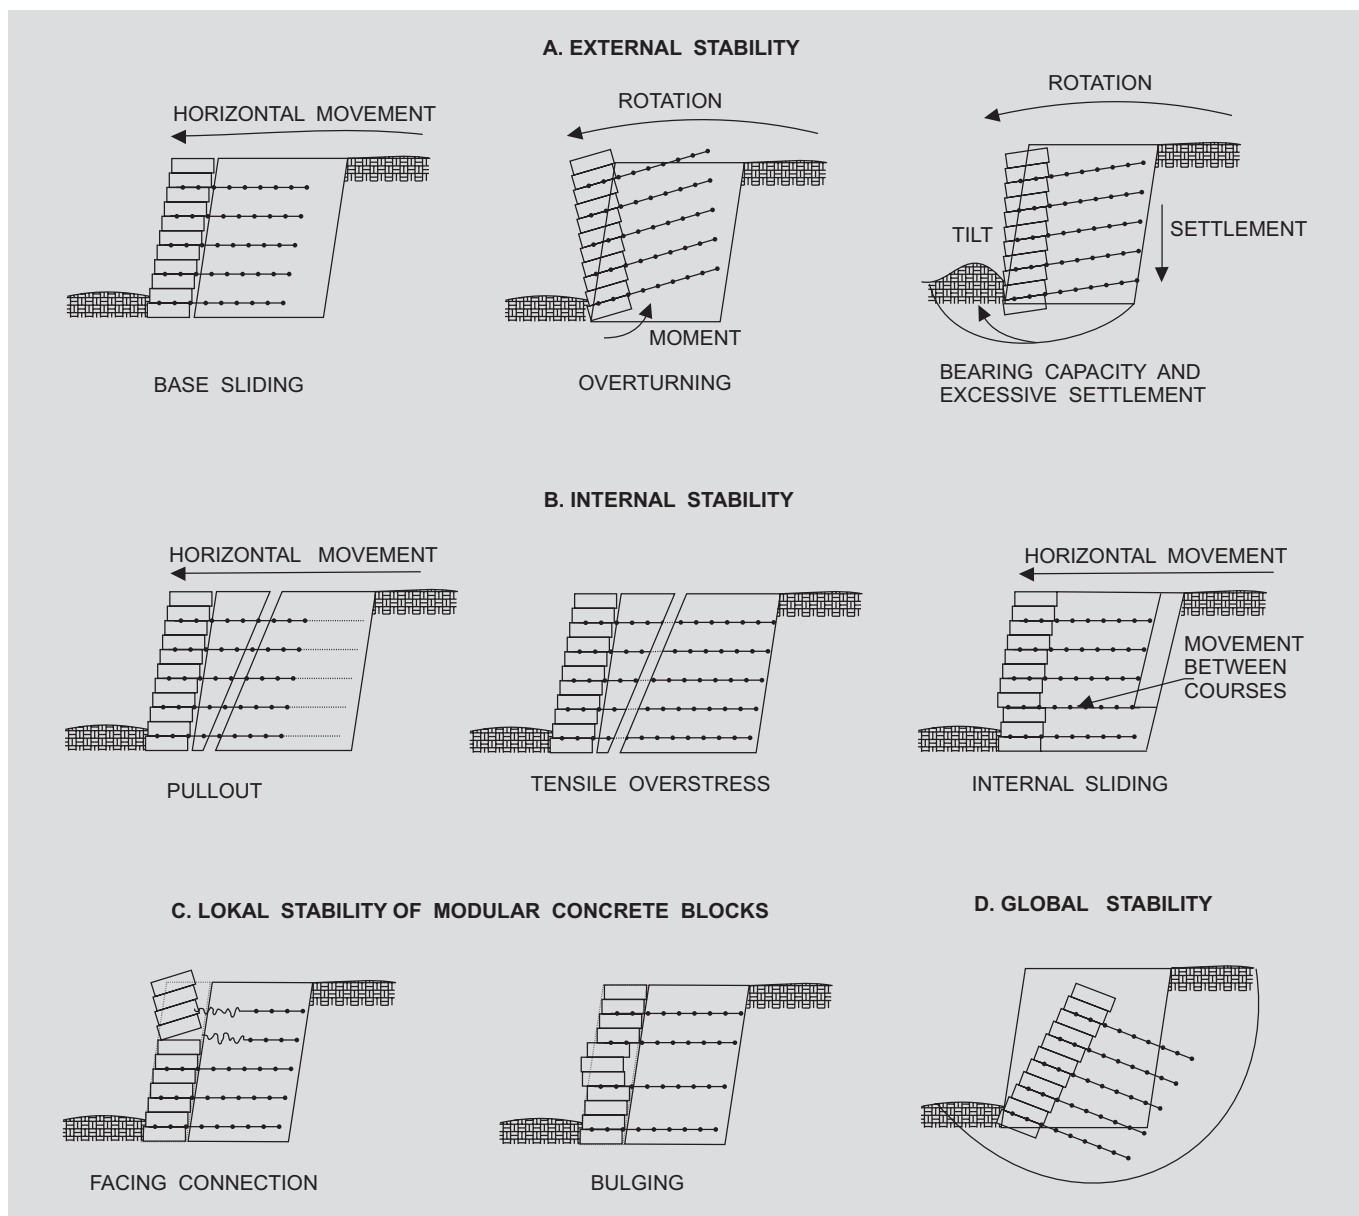 A. EXTERNAL STABILITY
HORIZONTAL MOVEMENT
BASE SLIDING
ROTATION
MOMENT
OVERTURNING
ROTATION
TILT
SETTLEMENT
BEARING CAPACITY AND
EXCESSIVE SETTLEMENT
B. INTERNAL STABILITY
HORIZONTAL MOVEMENT
PULLOUT
TENSILE OVERSTRESS
HORIZONTAL MOVEMENT
MOVEMENT
BETWEEN
COURSES
INTERNAL SLIDING
C. LOKAL STABILITY OF MODULAR CONCRETE BLOCKS
FACING CONNECTION
BULGING
D. GLOBAL STABILITY